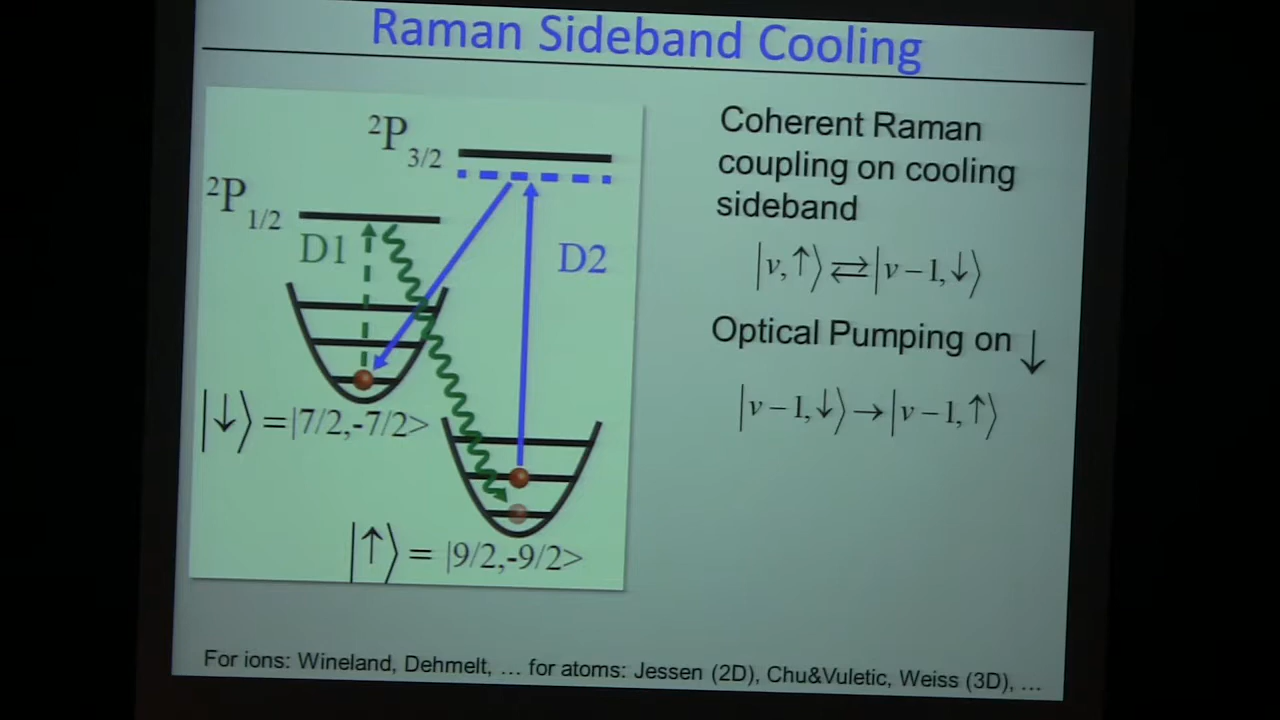 Raman Sideband Cooling
²P₃/₂
²P₁/₂
D1
D2
|↓⟩ =|7/2,-7/2>
|↑⟩ = |9/2,-9/2>
Coherent Raman
coupling on cooling
sideband
|v,↑⟩⇄|v−1,↓⟩
Optical Pumping on ↓
|v−1,↓⟩→|v−1,↑⟩
For ions: Wineland, Dehmelt, … for atoms: Jessen (2D), Chu&Vuletic, Weiss (3D), …